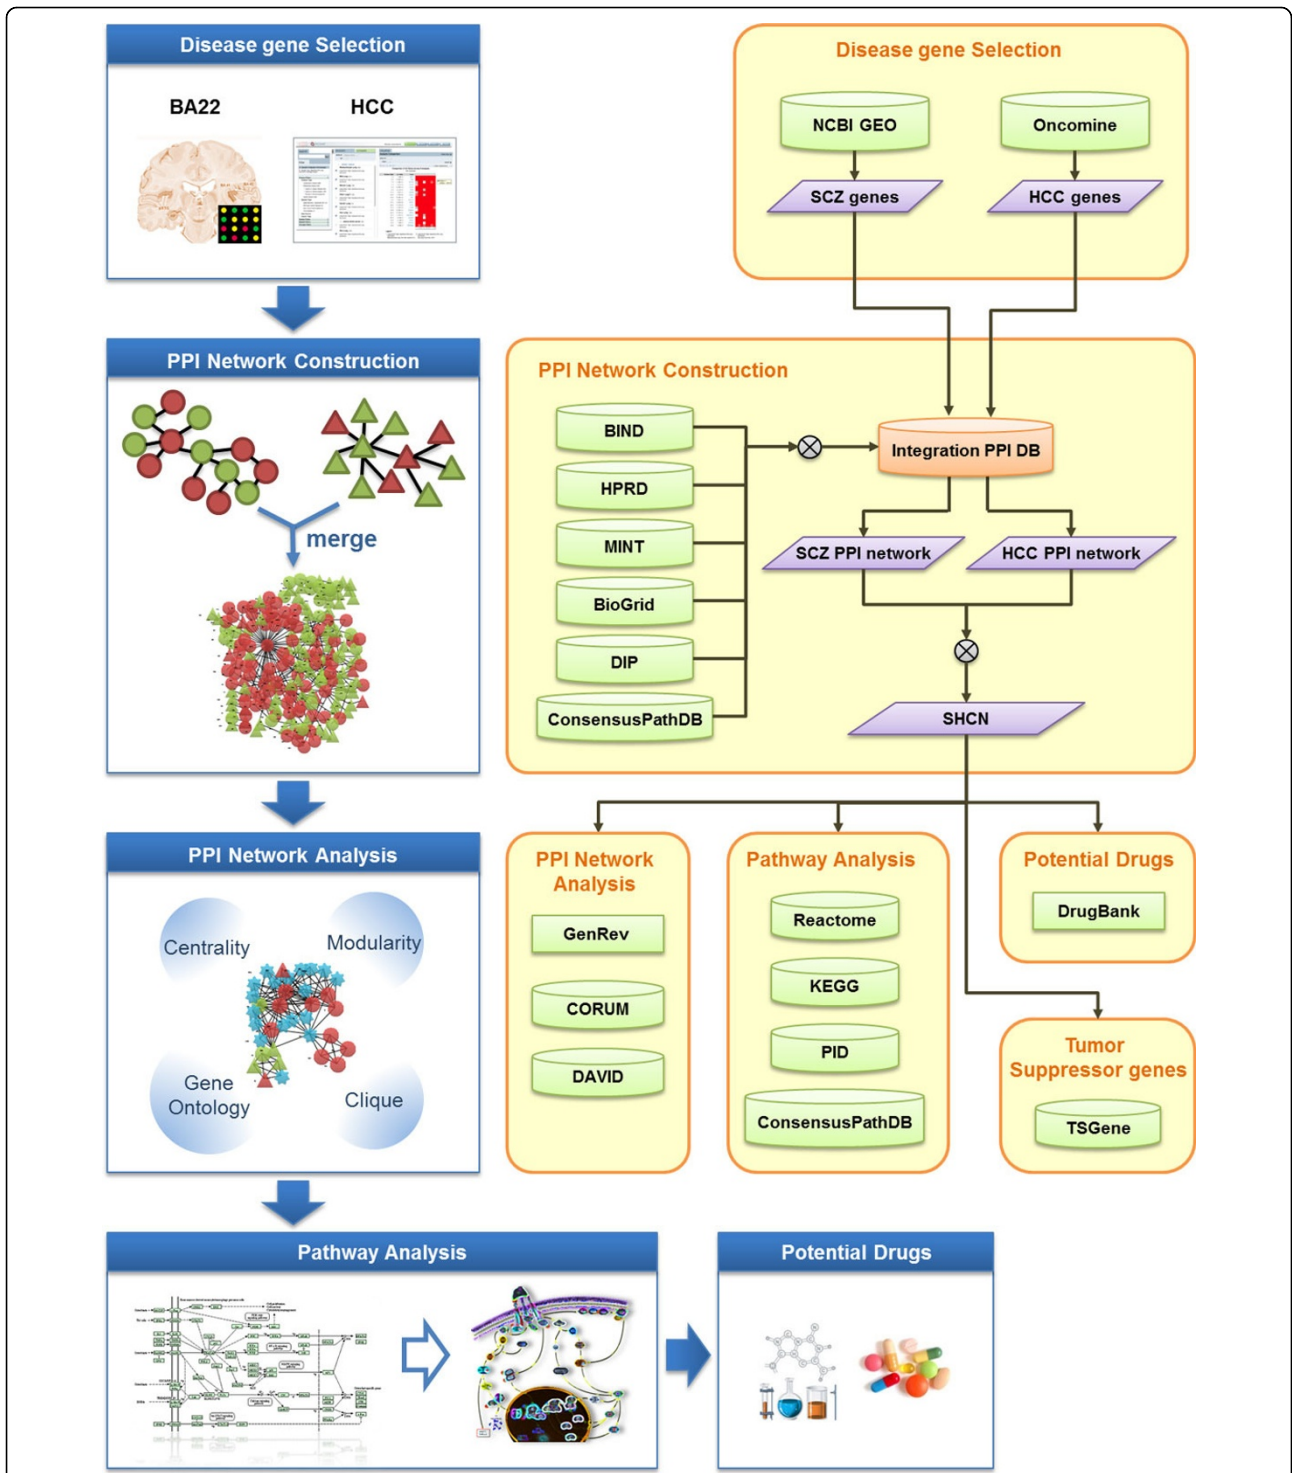 Disease gene Selection
BA22
HCC
PPI Network Construction
merge
PPI Network Analysis
Centrality
Modularity
Gene
Ontology
Clique
Pathway Analysis
Potential Drugs
Disease gene Selection
NCBI GEO
Oncomine
SCZ genes
HCC genes
PPI Network Construction
BIND
HPRD
MINT
BioGrid
DIP
ConsensusPathDB
Integration PPI DB
SCZ PPI network
HCC PPI network
SHCN
PPI Network
Analysis
GenRev
CORUM
DAVID
Pathway Analysis
Reactome
KEGG
PID
ConsensusPathDB
Potential Drugs
DrugBank
Tumor
Suppressor genes
TSGene